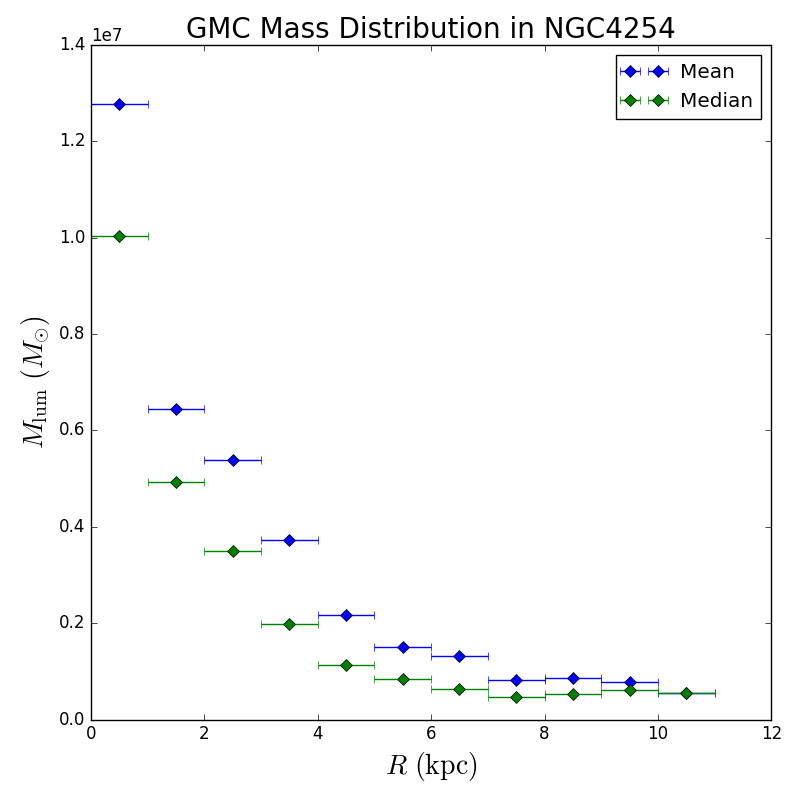 GMC Mass Distribution in NGC4254
1e7
Mean
Median
1.4
1.2
1.0
0.8
0.6
0.4
0.2
0.0
M_lum (M_⊙)
0 2 4 6 8 10 12
R (kpc)